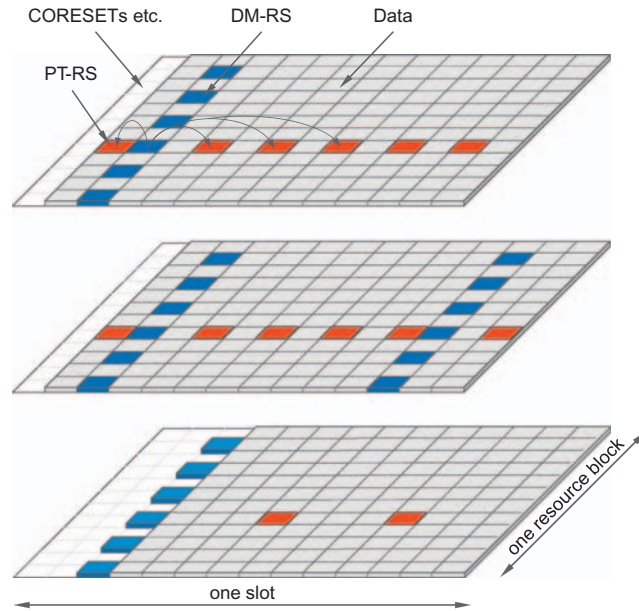 CORESETs etc.
DM-RS
Data
PT-RS
one resource block
one slot